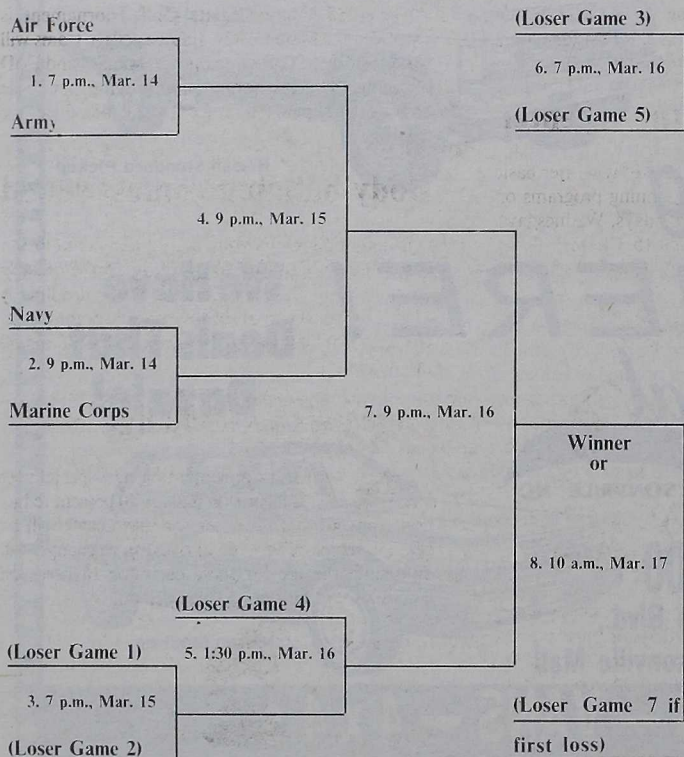 Air Force
1. 7 p.m., Mar. 14
Army
4. 9 p.m., Mar. 15
Navy
2. 9 p.m., Mar. 14
Marine Corps
7. 9 p.m., Mar. 16
(Loser Game 4)
5. 1:30 p.m., Mar. 16
(Loser Game 1)
3. 7 p.m., Mar. 15
(Loser Game 2)
(Loser Game 3)
6. 7 p.m., Mar. 16
(Loser Game 5)
Winner
or
8. 10 a.m., Mar. 17
(Loser Game 7 if
first loss)